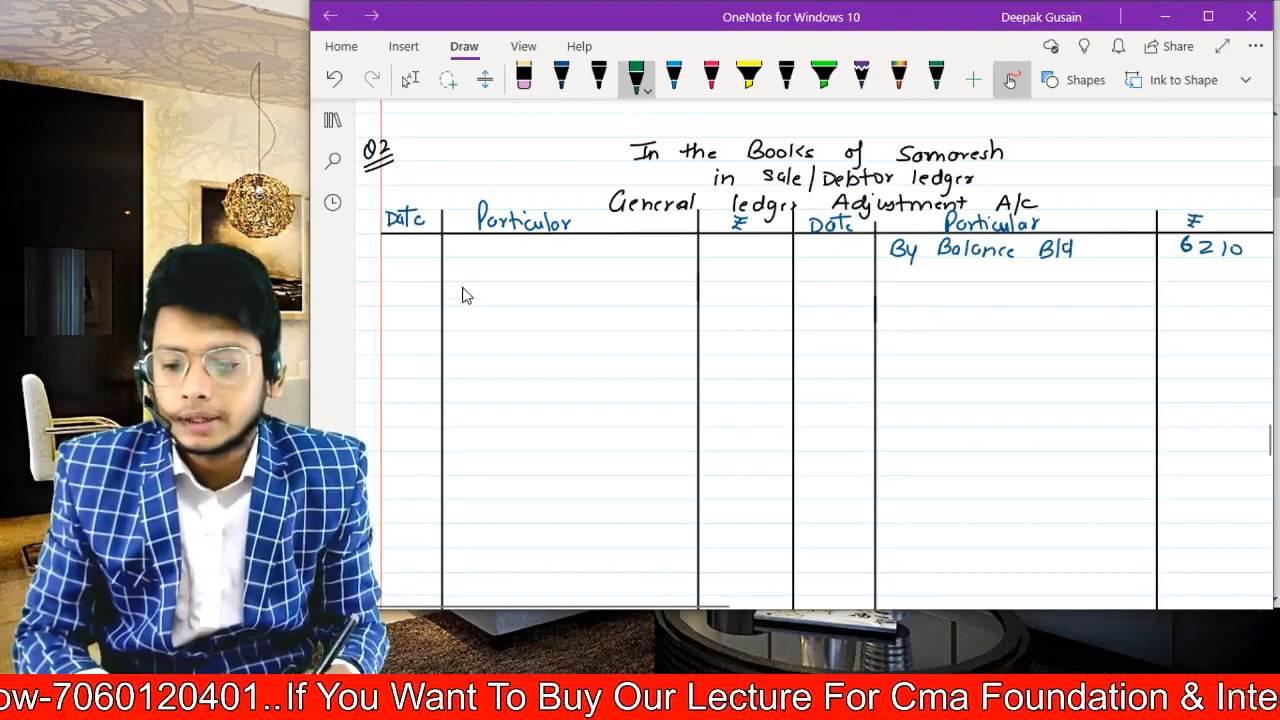 OneNote for Windows 10
Deepak Gusain
Home Insert Draw View Help
Share
Shapes
Ink to Shape
Q2
In the Books of Samaresh
in sale/Debtor ledger
General ledger Adjustment A/c
Date Particular ₹ Date Particular ₹
By Balance B/d 6210
ow-7060120401..If You Want To Buy Our Lecture For Cma Foundation & Inte